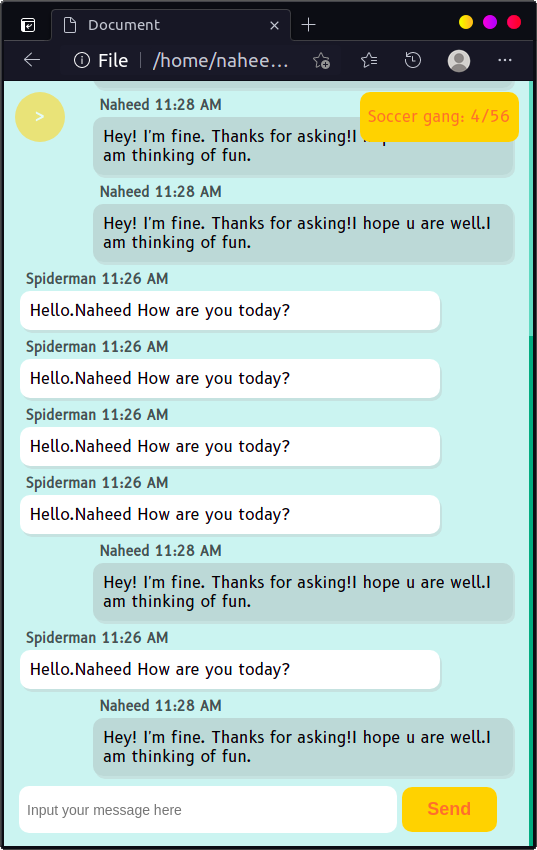 Document
File
/home/nahee...
Naheed 11:28 AM
>
Soccer gang: 4/56
Hey! I'm fine. Thanks for asking!I
am thinking of fun.
Naheed 11:28 AM
Hey! I'm fine. Thanks for asking!I hope u are well.I
am thinking of fun.
Spiderman 11:26 AM
Hello.Naheed How are you today?
Spiderman 11:26 AM
Hello.Naheed How are you today?
Spiderman 11:26 AM
Hello.Naheed How are you today?
Spiderman 11:26 AM
Hello.Naheed How are you today?
Naheed 11:28 AM
Hey! I'm fine. Thanks for asking!I hope u are well.I
am thinking of fun.
Spiderman 11:26 AM
Hello.Naheed How are you today?
Naheed 11:28 AM
Hey! I'm fine. Thanks for asking!I hope u are well.I
am thinking of fun.
Input your message here
Send